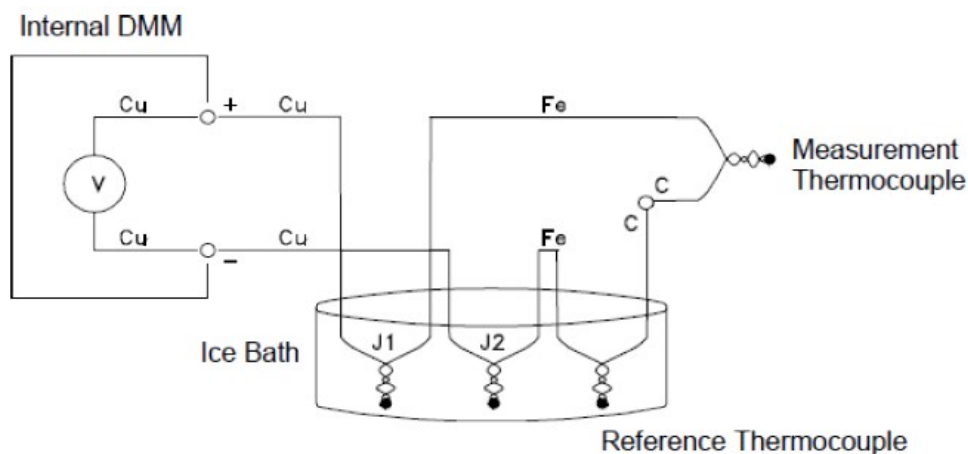 Internal DMM
Cu + Cu Fe
V
Measurement
Thermocouple
C
C
Cu - Cu Fe
J1 J2
Ice Bath
Reference Thermocouple